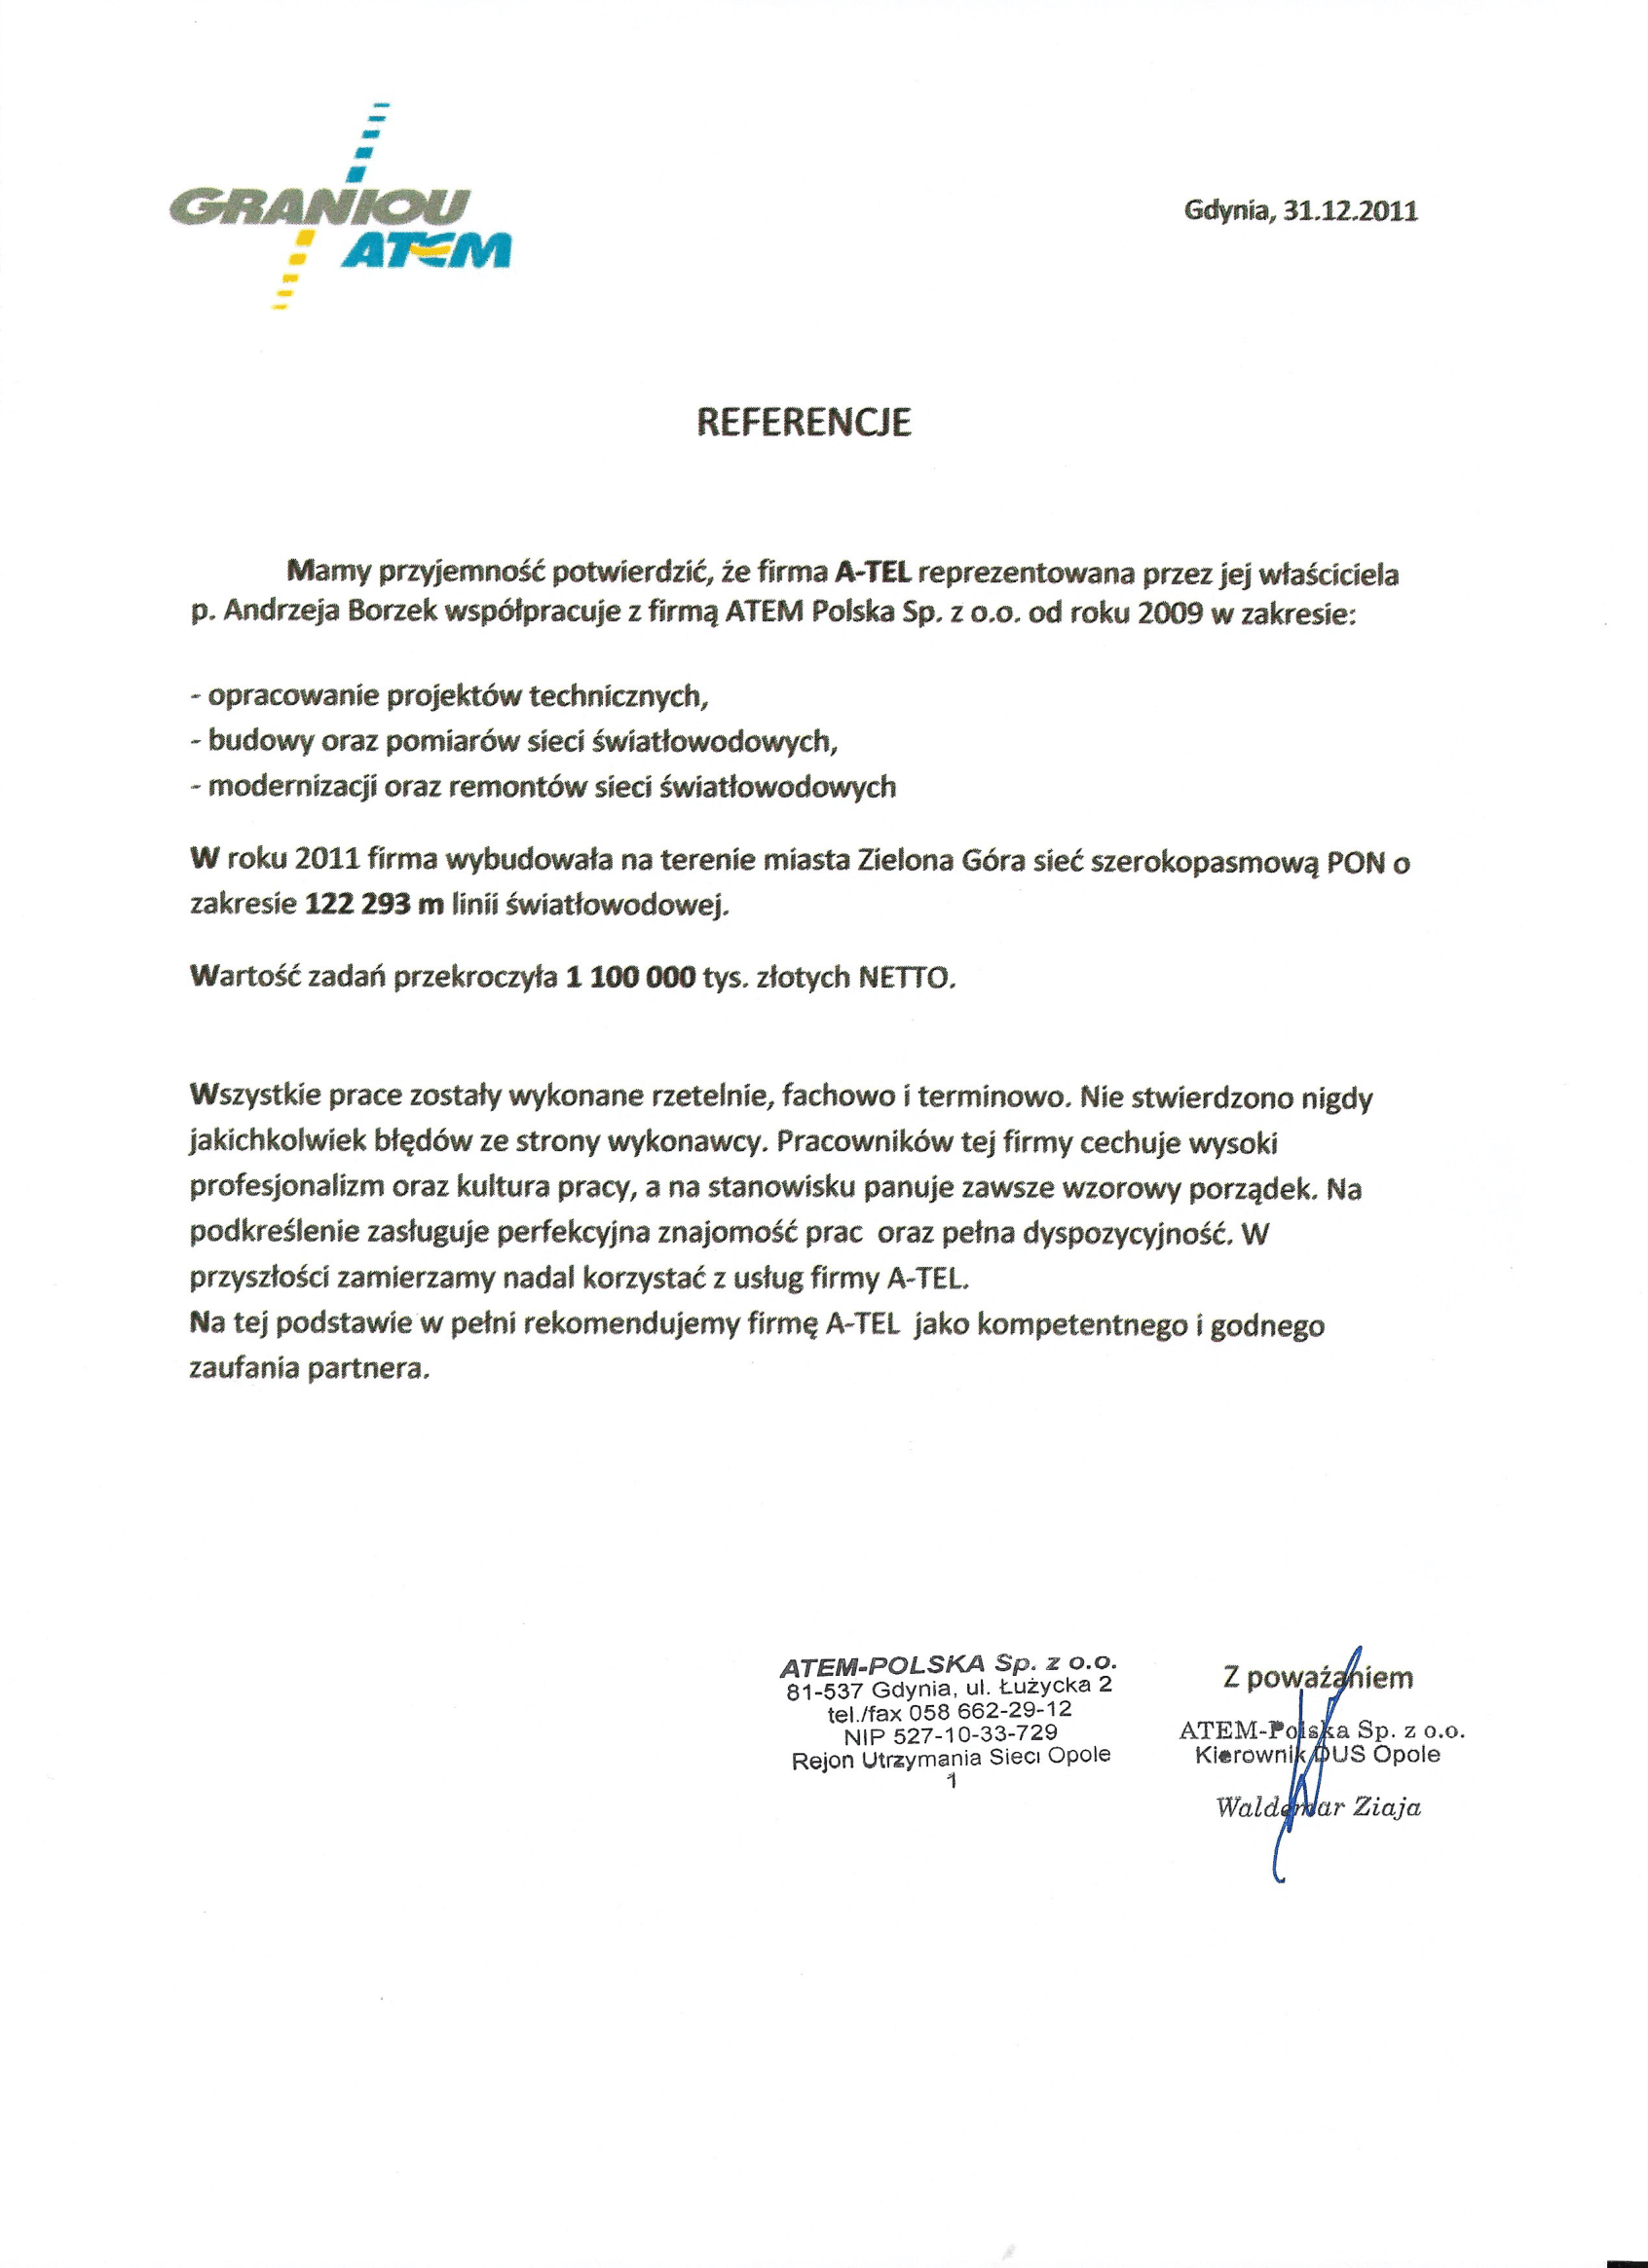 GRANIOU
ATEM
Gdynia, 31.12.2011
REFERENCJE
Mamy przyjemność potwierdzić, że firma A-TEL reprezentowana przez jej właściciela
p. Andrzeja Borzek współpracuje z firmą ATEM Polska Sp. z o.o. od roku 2009 w zakresie:
- opracowanie projektów technicznych,
- budowy oraz pomiarów sieci światłowodowych,
- modernizacji oraz remontów sieci światłowodowych
W roku 2011 firma wybudowała na terenie miasta Zielona Góra sieć szerokopasmową PON o
zakresie 122 293 m linii światłowodowej.
Wartość zadań przekroczyła 1 100 000 tys. złotych NETTO.
Wszystkie prace zostały wykonane rzetelnie, fachowo i terminowo. Nie stwierdzono nigdy
jakichkolwiek błędów ze strony wykonawcy. Pracowników tej firmy cechuje wysoki
profesjonalizm oraz kultura pracy, a na stanowisku panuje zawsze wzorowy porządek. Na
podkreślenie zasługuje perfekcyjna znajomość prac oraz pełna dyspozycyjność. W
przyszłości zamierzamy nadal korzystać z usług firmy A-TEL.
Na tej podstawie w pełni rekomendujemy firmę A-TEL jako kompetentnego i godnego
zaufania partnera.
ATEM-POLSKA Sp. z o.o.
81-537 Gdynia, ul. Łużycka 2
tel./fax 058 662-29-12
NIP 527-10-33-729
Rejon Utrzymania Sieci Opole
1
Z poważaniem
ATEM-Polska Sp. z o.o.
Kierownik DUS Opole
Waldemar Ziaja